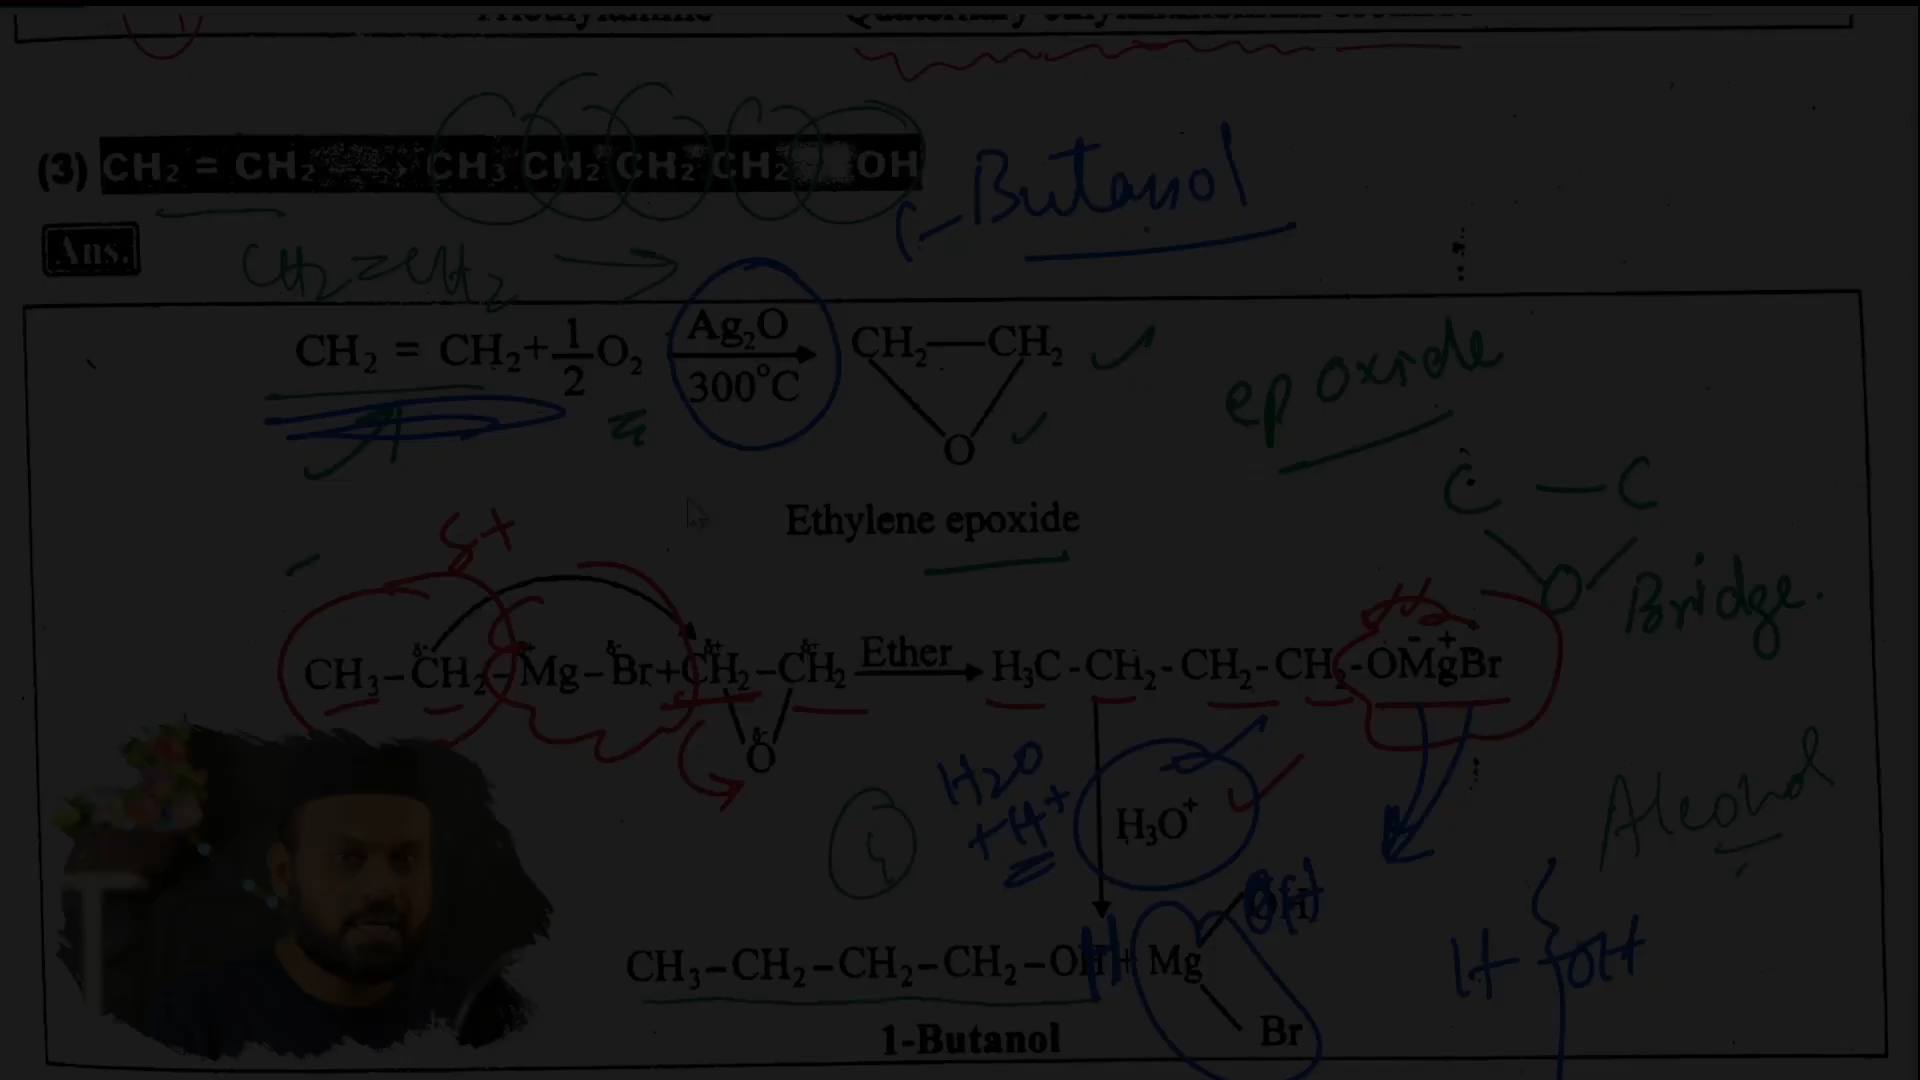 (3) CH₂ = CH₂ CH₃ CH₂ CH₂ CH₂ OH
1-Butanol
Ans.
CH₂=CH₂ →
CH₂ = CH₂ + 1/2 O₂ Ag₂O 300°C → CH₂—CH₂ O
epoxide
C — C O
Ethylene epoxide
Bridge.
δ+
CH₃–CH₂–Mg–Br+CH₂–CH₂ O Ether → H₃C-CH₂-CH₂-CH₂-OMgBr
δ- + δ- δ+ δ+ δ- - +
H₂O
+H+
H₃O+
Alcohol
OH
CH₃–CH₂–CH₂–CH₂–OH + Mg
H
H OH
Br
1-Butanol